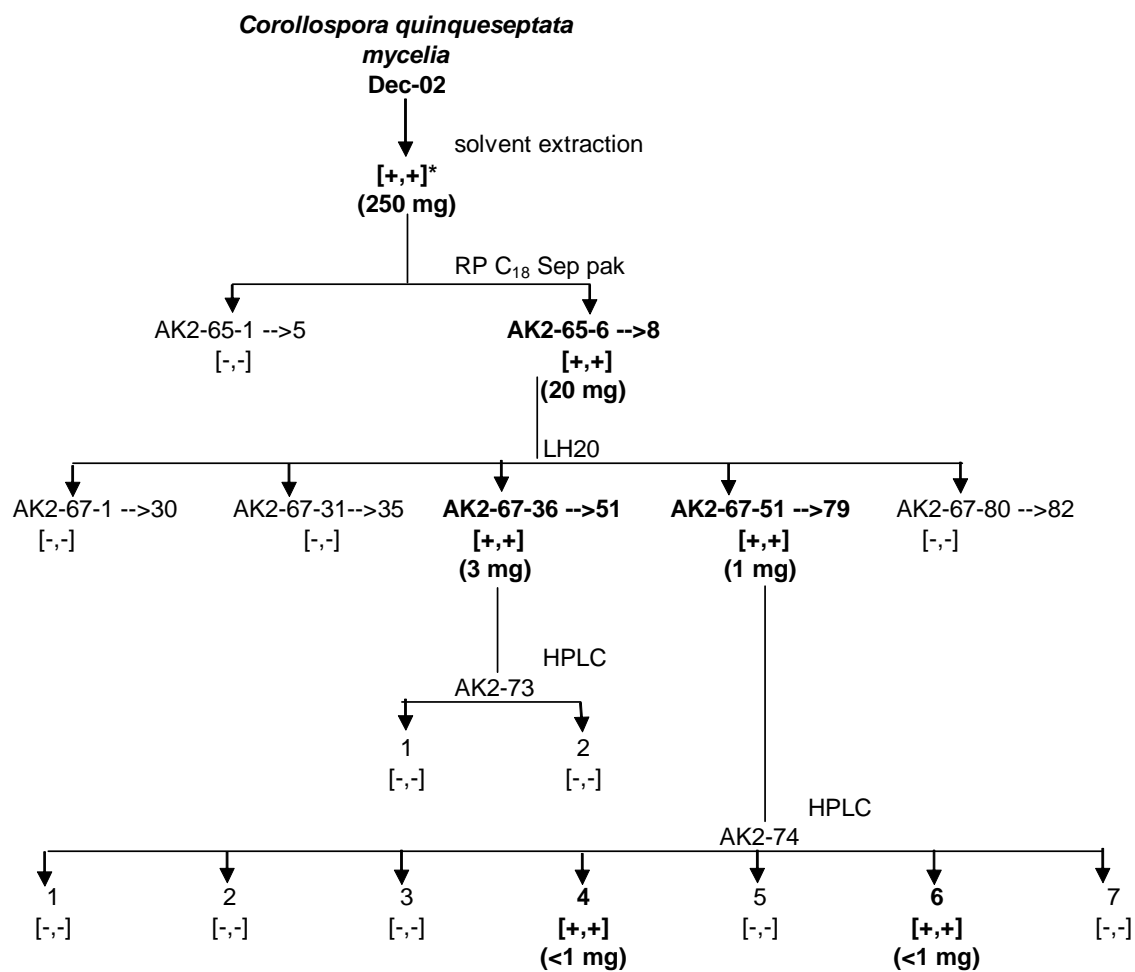 Corollospora quinqueseptata
mycelia
Dec-02
solvent extraction
[+,+]*
(250 mg)
RP C₁₈ Sep pak
AK2-65-1 -->5
[-,-]
AK2-65-6 -->8
[+,+]
(20 mg)
LH20
AK2-67-1 -->30
[-,-]
AK2-67-31-->35
[-,-]
AK2-67-36 -->51
[+,+]
(3 mg)
AK2-67-51 -->79
[+,+]
(1 mg)
AK2-67-80 -->82
[-,-]
HPLC
AK2-73
1
[-,-]
2
[-,-]
HPLC
AK2-74
1
[-,-]
2
[-,-]
3
[-,-]
4
[+,+]
(<1 mg)
5
[-,-]
6
[+,+]
(<1 mg)
7
[-,-]